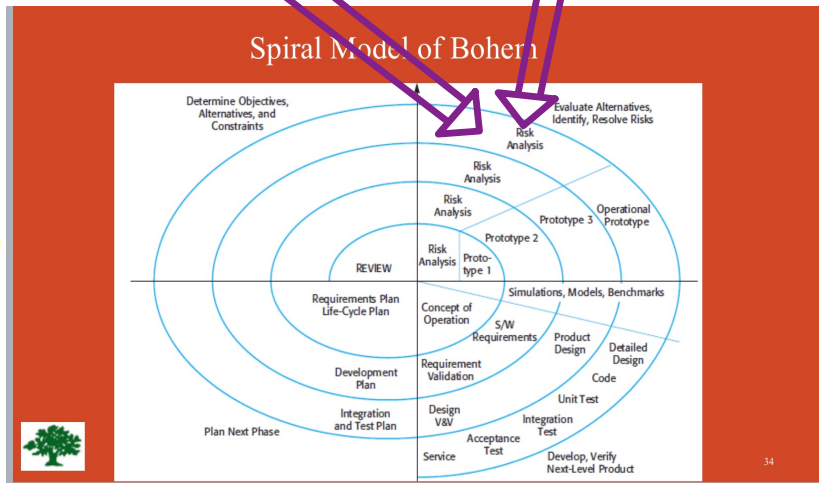 Spiral Model of Bohem
Determine Objectives,
Alternatives, and
Constraints
Evaluate Alternatives,
Identify, Resolve Risks
Risk
Analysis
Risk
Analysis
Risk
Analysis
Risk
Analysis
Operational
Prototype
Prototype 3
Prototype 2
Proto-
type 1
REVIEW
Requirements Plan
Life-Cycle Plan
Simulations, Models, Benchmarks
Concept of
Operation
S/W
Requirements
Product
Design
Detailed
Design
Development
Plan
Requirement
Validation
Code
Unit Test
Integration
and Test Plan
Design
V&V
Integration
Test
Acceptance
Test
Plan Next Phase
Service
Develop, Verify
Next-Level Product
34